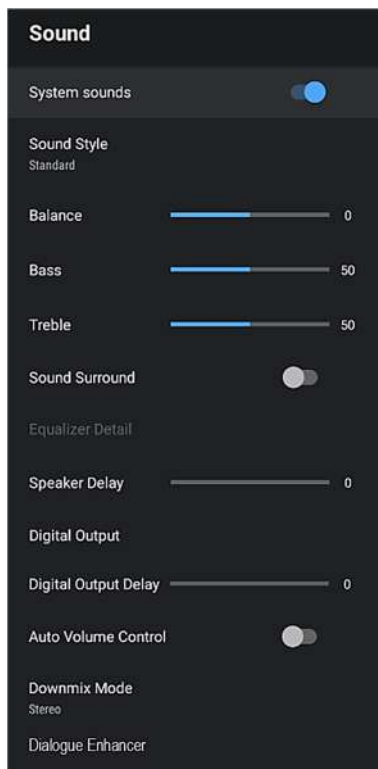 Sound
System sounds
Sound Style
Standard
Balance 0
Bass 50
Treble 50
Sound Surround
Equalizer Detail
Speaker Delay 0
Digital Output
Digital Output Delay 0
Auto Volume Control
Downmix Mode
Stereo
Dialogue Enhancer